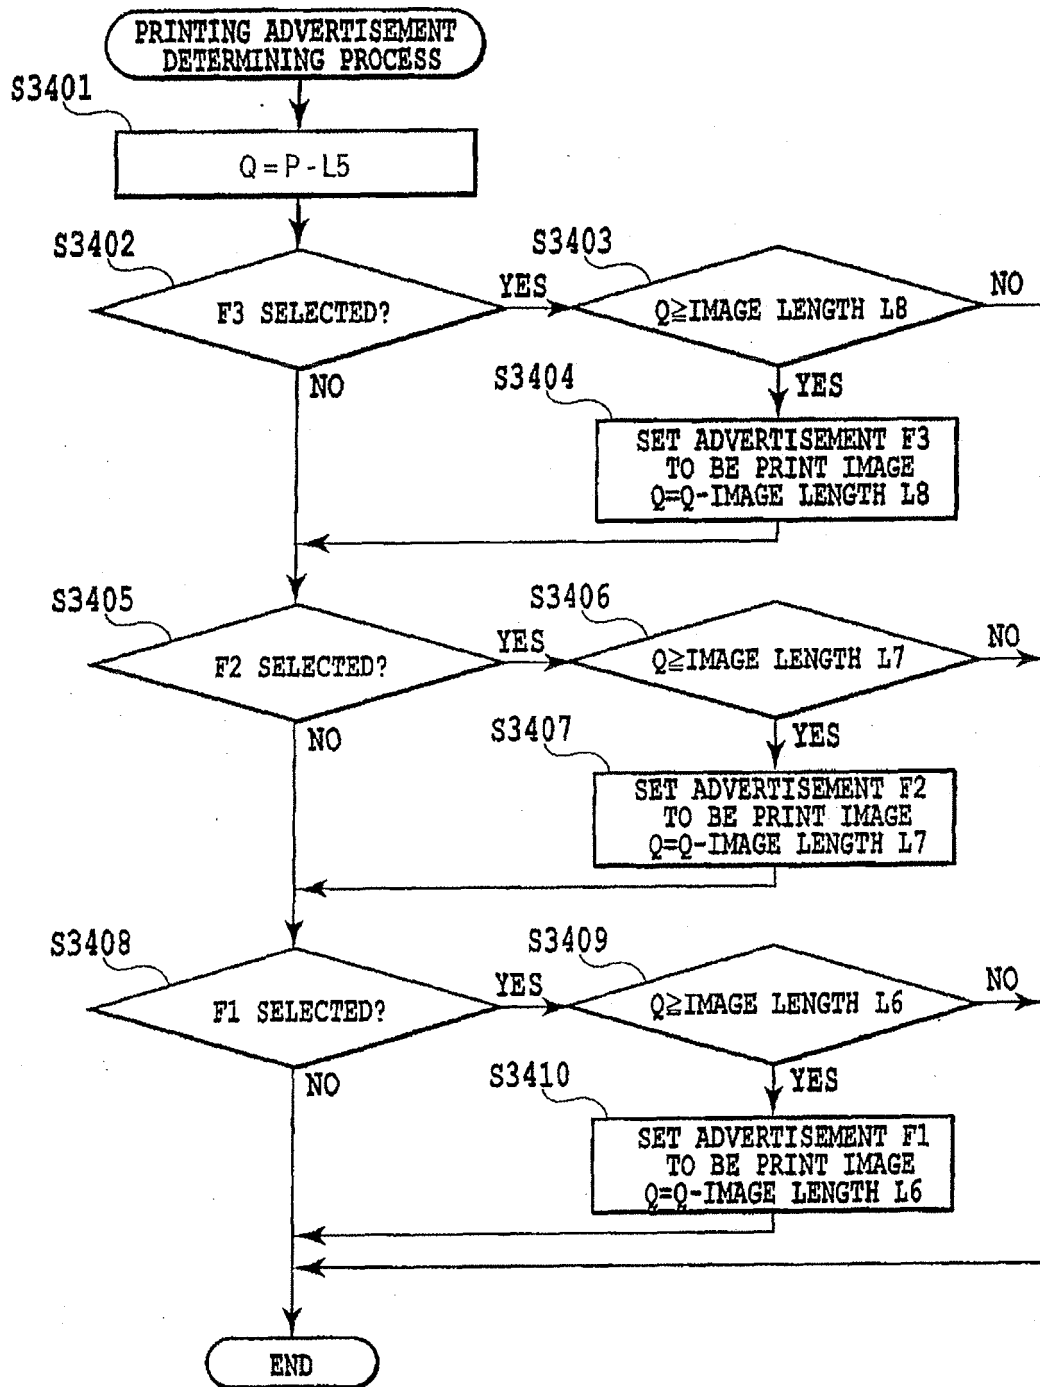 PRINTING ADVERTISEMENT
DETERMINING PROCESS
S3401
Q=P-L5
S3402
F3 SELECTED?
YES
NO
S3403
Q≧IMAGE LENGTH L8
NO
YES
S3404
SET ADVERTISEMENT F3
TO BE PRINT IMAGE
Q=Q-IMAGE LENGTH L8
S3405
F2 SELECTED?
YES
NO
S3406
Q≧IMAGE LENGTH L7
NO
YES
S3407
SET ADVERTISEMENT F2
TO BE PRINT IMAGE
Q=Q-IMAGE LENGTH L7
S3408
F1 SELECTED?
YES
NO
S3409
Q≧IMAGE LENGTH L6
NO
YES
S3410
SET ADVERTISEMENT F1
TO BE PRINT IMAGE
Q=Q-IMAGE LENGTH L6
END